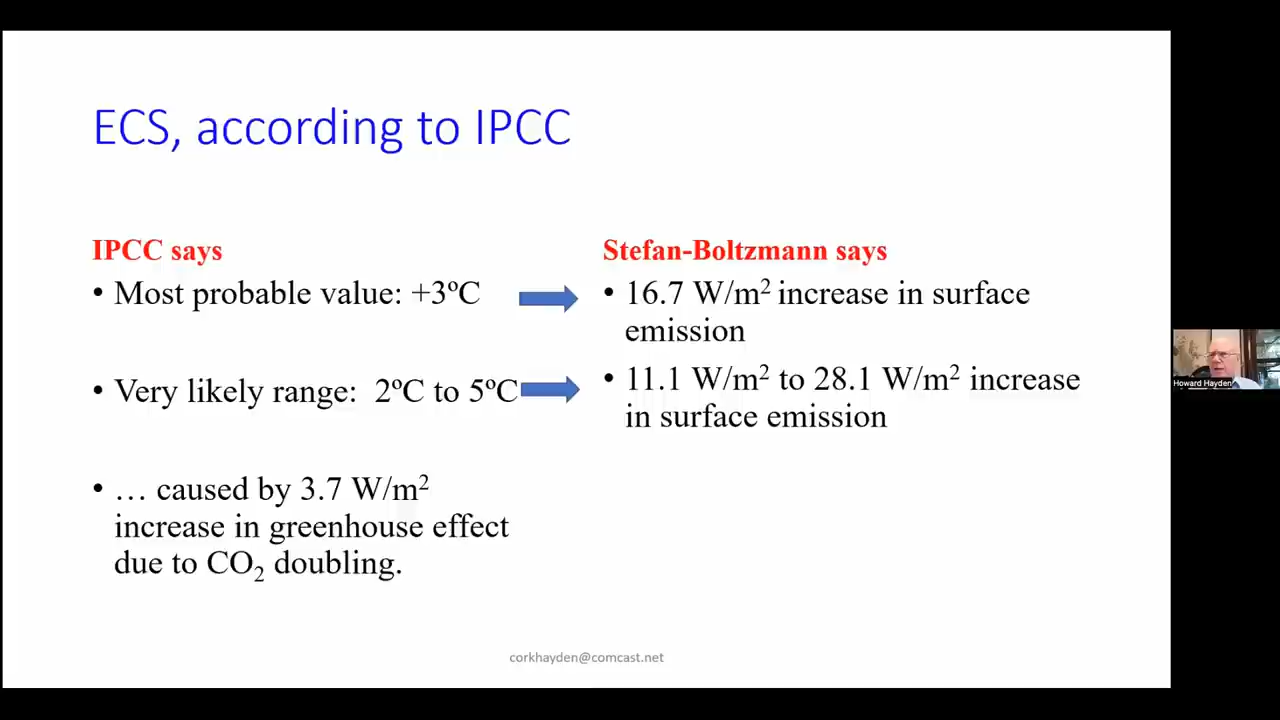 ECS, according to IPCC
IPCC says
• Most probable value: +3ºC
• Very likely range: 2ºC to 5ºC
• … caused by 3.7 W/m²
increase in greenhouse effect
due to CO₂ doubling.
Stefan-Boltzmann says
• 16.7 W/m² increase in surface
emission
• 11.1 W/m² to 28.1 W/m² increase
in surface emission
corkhayden@comcast.net
Howard Hayden